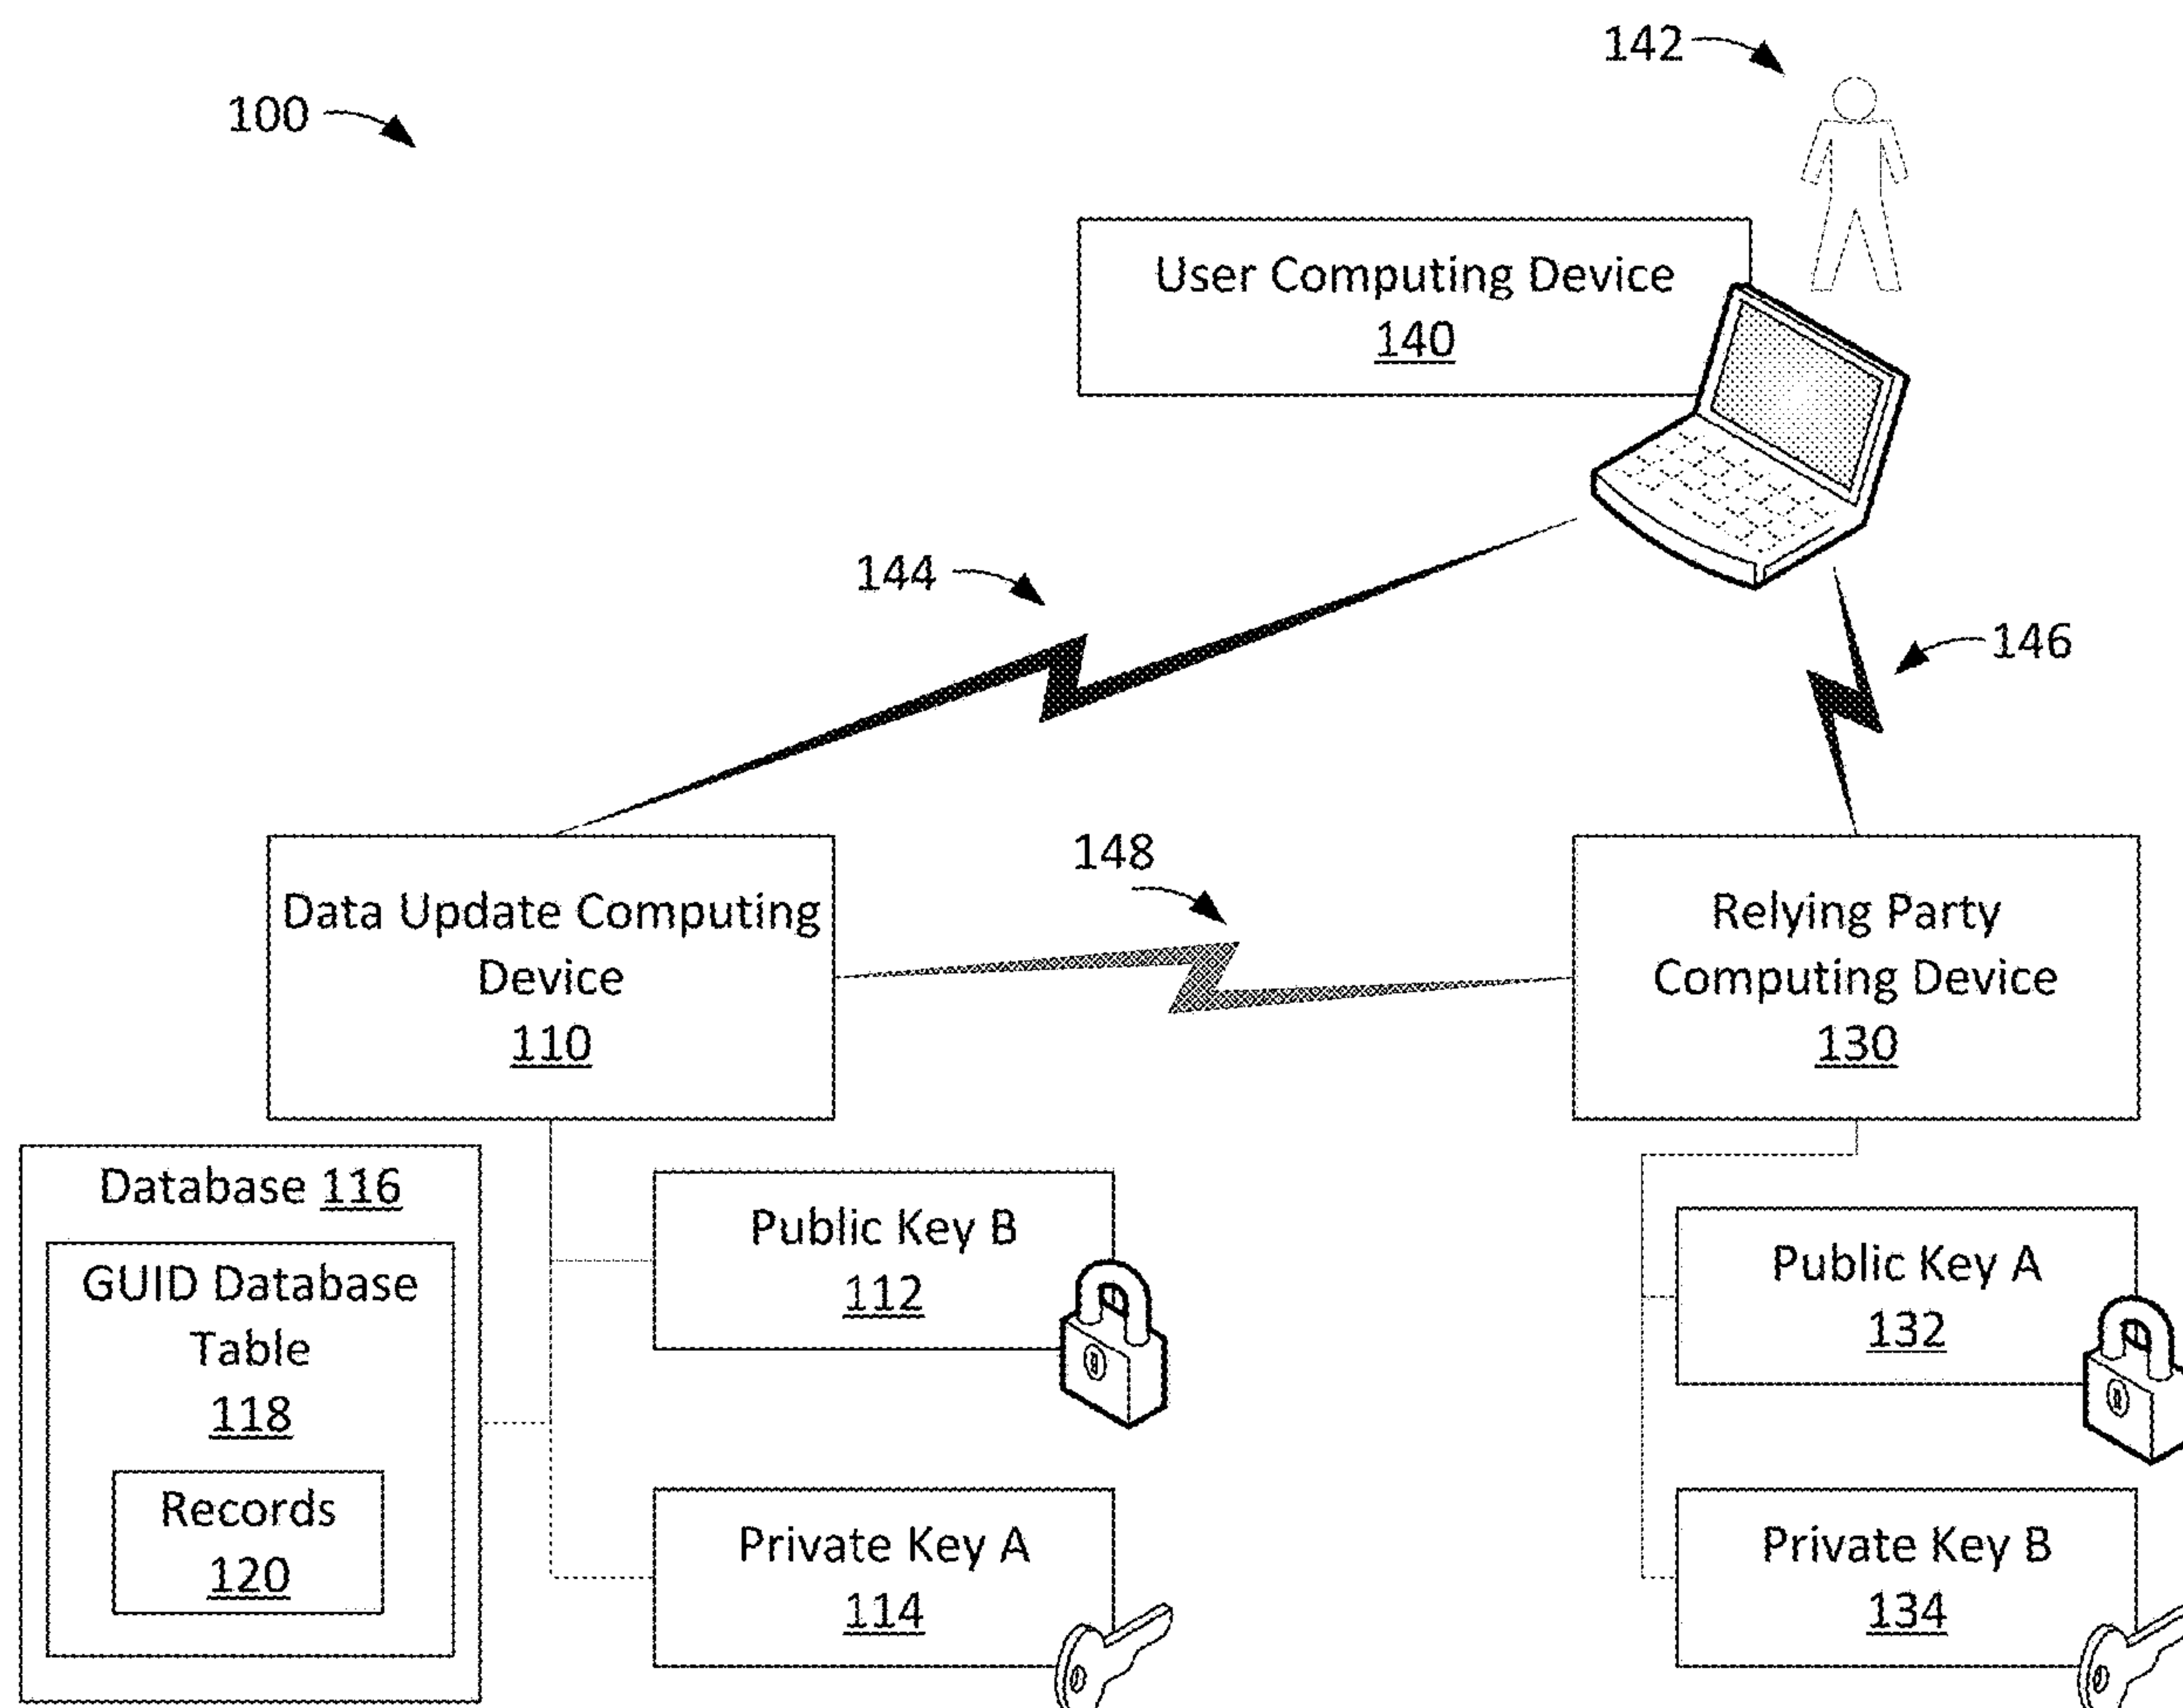 142
100
User Computing Device
140
144
146
148
Data Update Computing
Device
110
Relying Party
Computing Device
130
Database 116
GUID Database
Table
118
Records
120
Public Key B
112
Private Key A
114
Public Key A
132
Private Key B
134